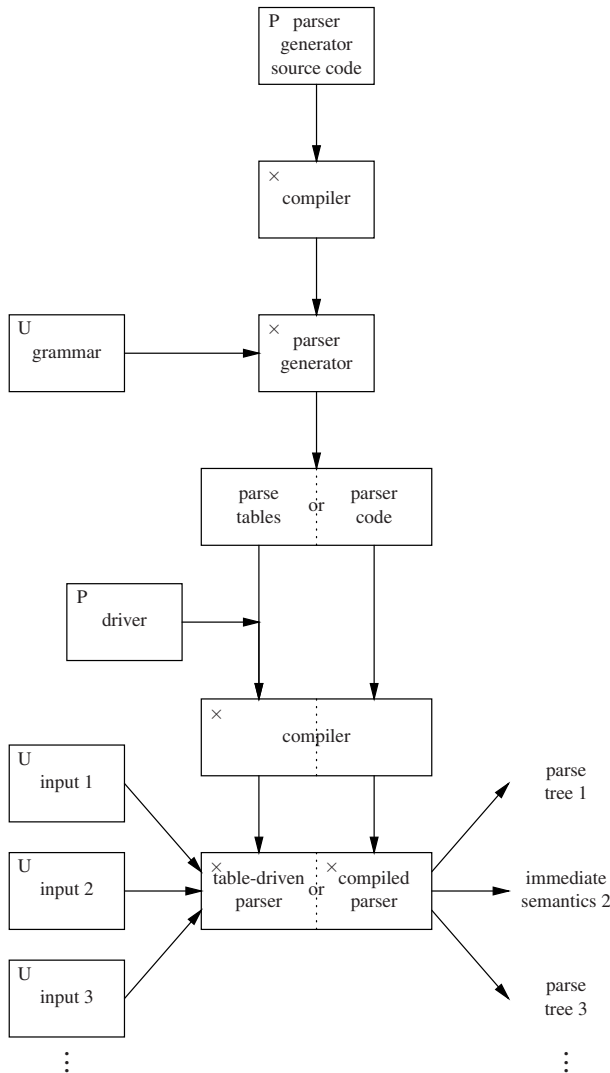 P parser
generator
source code
×
compiler
U
grammar
× parser
generator
parse or parser
tables code
P
driver
×
compiler
U
input 1
parse
tree 1
U
input 2
× table-driven or × compiled
parser parser
immediate
semantics 2
U
input 3
parse
tree 3
⋮ ⋮